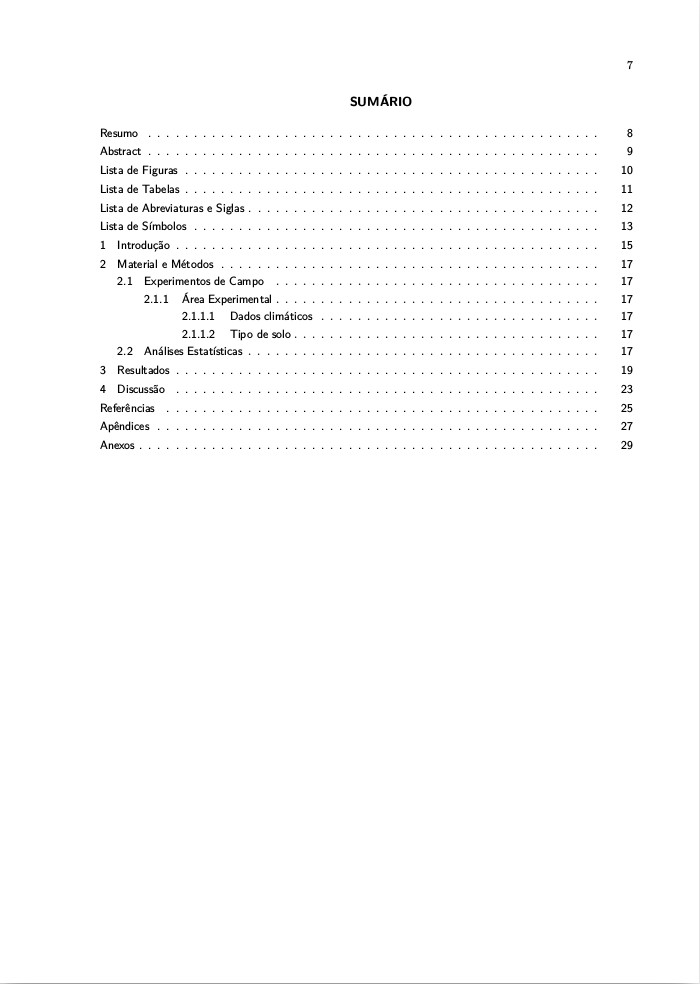 7
SUMÁRIO
Resumo . . . . . . . . . . . . . . . . . . . . . . . . . . . . . . . . . . . . . . . . . . . . . . . . . . 8
Abstract . . . . . . . . . . . . . . . . . . . . . . . . . . . . . . . . . . . . . . . . . . . . . . . . . . 9
Lista de Figuras . . . . . . . . . . . . . . . . . . . . . . . . . . . . . . . . . . . . . . . . . . . . . . 10
Lista de Tabelas . . . . . . . . . . . . . . . . . . . . . . . . . . . . . . . . . . . . . . . . . . . . . . 11
Lista de Abreviaturas e Siglas . . . . . . . . . . . . . . . . . . . . . . . . . . . . . . . . . . . . . . . 12
Lista de Símbolos . . . . . . . . . . . . . . . . . . . . . . . . . . . . . . . . . . . . . . . . . . . . . 13
1 Introdução . . . . . . . . . . . . . . . . . . . . . . . . . . . . . . . . . . . . . . . . . . . . . . . 15
2 Material e Métodos . . . . . . . . . . . . . . . . . . . . . . . . . . . . . . . . . . . . . . . . . . 17
2.1 Experimentos de Campo . . . . . . . . . . . . . . . . . . . . . . . . . . . . . . . . . . . . 17
2.1.1 Área Experimental . . . . . . . . . . . . . . . . . . . . . . . . . . . . . . . . . . . . 17
2.1.1.1 Dados climáticos . . . . . . . . . . . . . . . . . . . . . . . . . . . . . . . 17
2.1.1.2 Tipo de solo . . . . . . . . . . . . . . . . . . . . . . . . . . . . . . . . . . 17
2.2 Análises Estatísticas . . . . . . . . . . . . . . . . . . . . . . . . . . . . . . . . . . . . . . . 17
3 Resultados . . . . . . . . . . . . . . . . . . . . . . . . . . . . . . . . . . . . . . . . . . . . . . . 19
4 Discussão . . . . . . . . . . . . . . . . . . . . . . . . . . . . . . . . . . . . . . . . . . . . . . . 23
Referências . . . . . . . . . . . . . . . . . . . . . . . . . . . . . . . . . . . . . . . . . . . . . . . . 25
Apêndices . . . . . . . . . . . . . . . . . . . . . . . . . . . . . . . . . . . . . . . . . . . . . . . . . 27
Anexos . . . . . . . . . . . . . . . . . . . . . . . . . . . . . . . . . . . . . . . . . . . . . . . . . . . 29